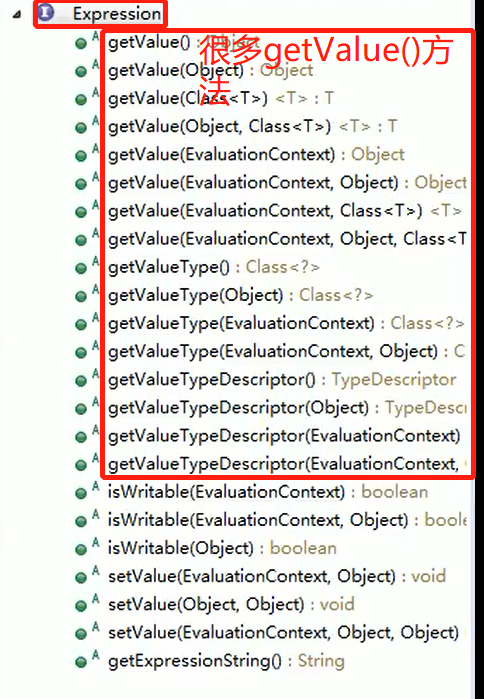 Expression
很多getValue()方
法
getValue() : Object
getValue(Object) : Object
getValue(Class<T>) <T> : T
getValue(Object, Class<T>) <T> : T
getValue(EvaluationContext) : Object
getValue(EvaluationContext, Object) : Object
getValue(EvaluationContext, Class<T>) <T>
getValue(EvaluationContext, Object, Class<T
getValueType() : Class<?>
getValueType(Object) : Class<?>
getValueType(EvaluationContext) : Class<?>
getValueType(EvaluationContext, Object) : C
getValueTypeDescriptor() : TypeDescriptor
getValueTypeDescriptor(Object) : TypeDesc
getValueTypeDescriptor(EvaluationContext)
getValueTypeDescriptor(EvaluationContext,
isWritable(EvaluationContext) : boolean
isWritable(EvaluationContext, Object) : boole
isWritable(Object) : boolean
setValue(EvaluationContext, Object) : void
setValue(Object, Object) : void
setValue(EvaluationContext, Object, Object)
getExpressionString() : String